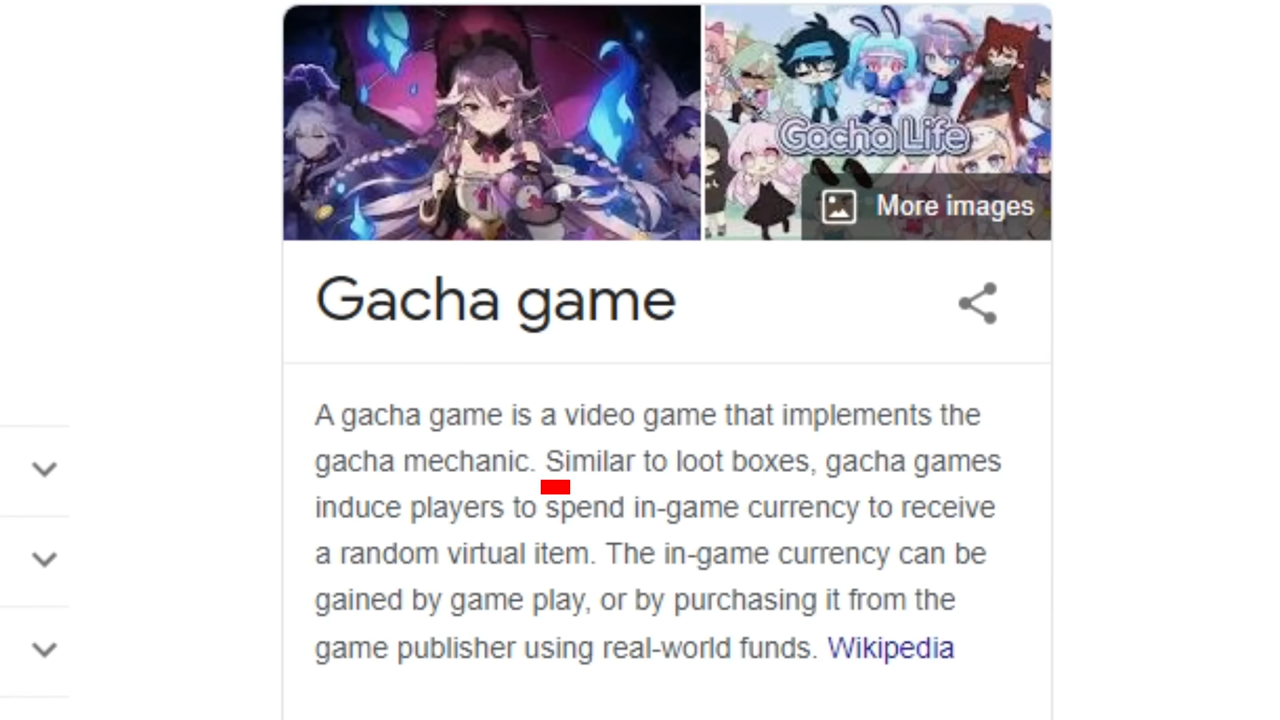 Gacha Life
More images
Gacha game
A gacha game is a video game that implements the
gacha mechanic. Similar to loot boxes, gacha games
induce players to spend in-game currency to receive
a random virtual item. The in-game currency can be
gained by game play, or by purchasing it from the
game publisher using real-world funds. Wikipedia